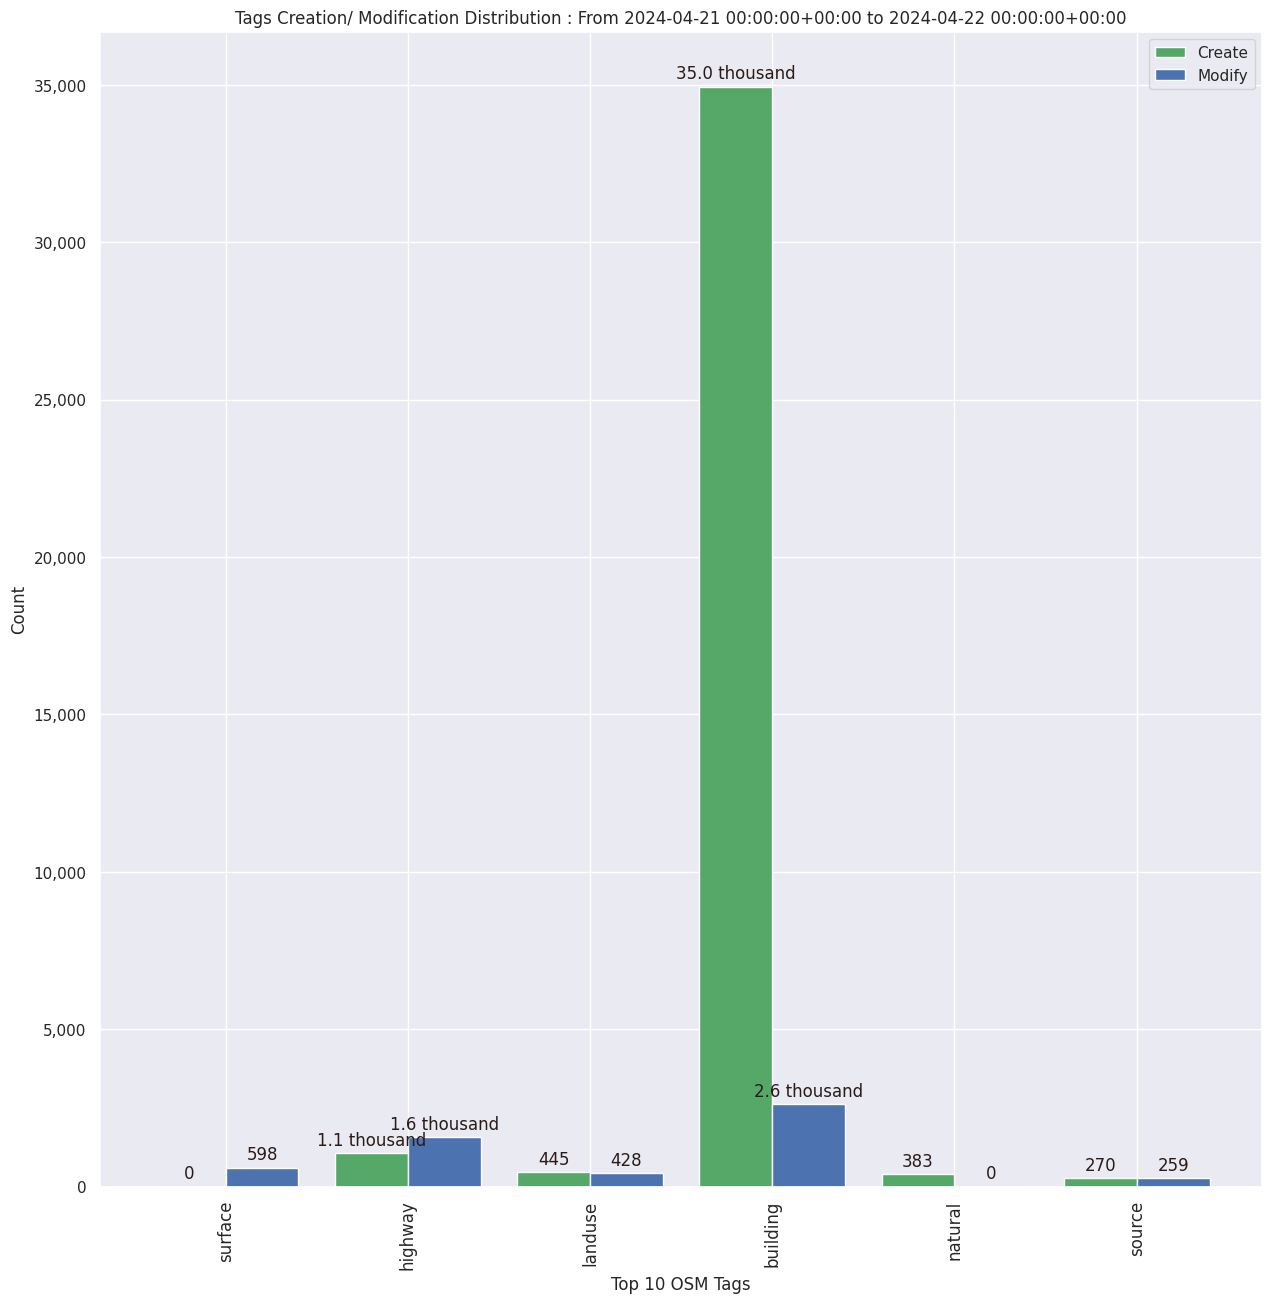 Tags Creation/ Modification Distribution : From 2024-04-21 00:00:00+00:00 to 2024-04-22 00:00:00+00:00
Create
Modify
35.0 thousand
35,000
30,000
25,000
20,000
15,000
10,000
5,000
0
Count
0
598
1.1 thousand
1.6 thousand
445
428
2.6 thousand
383
0
270
259
surface
highway
landuse
building
natural
source
Top 10 OSM Tags